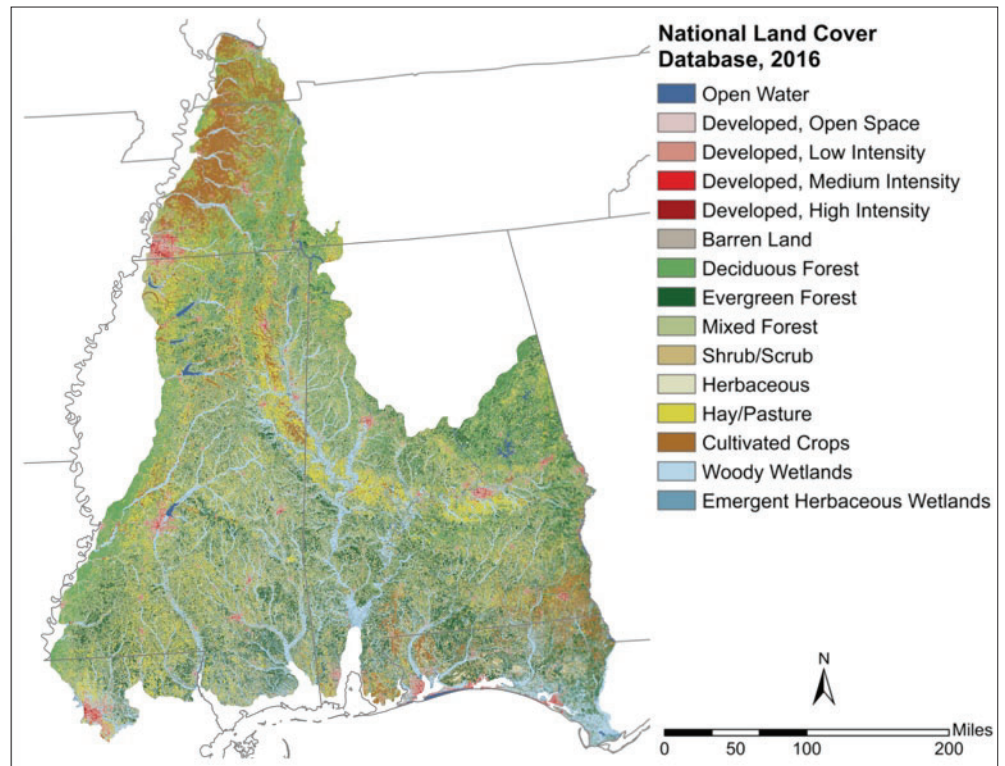 National Land Cover
Database, 2016
Open Water
Developed, Open Space
Developed, Low Intensity
Developed, Medium Intensity
Developed, High Intensity
Barren Land
Deciduous Forest
Evergreen Forest
Mixed Forest
Shrub/Scrub
Herbaceous
Hay/Pasture
Cultivated Crops
Woody Wetlands
Emergent Herbaceous Wetlands
N
Miles
0 50 100 200